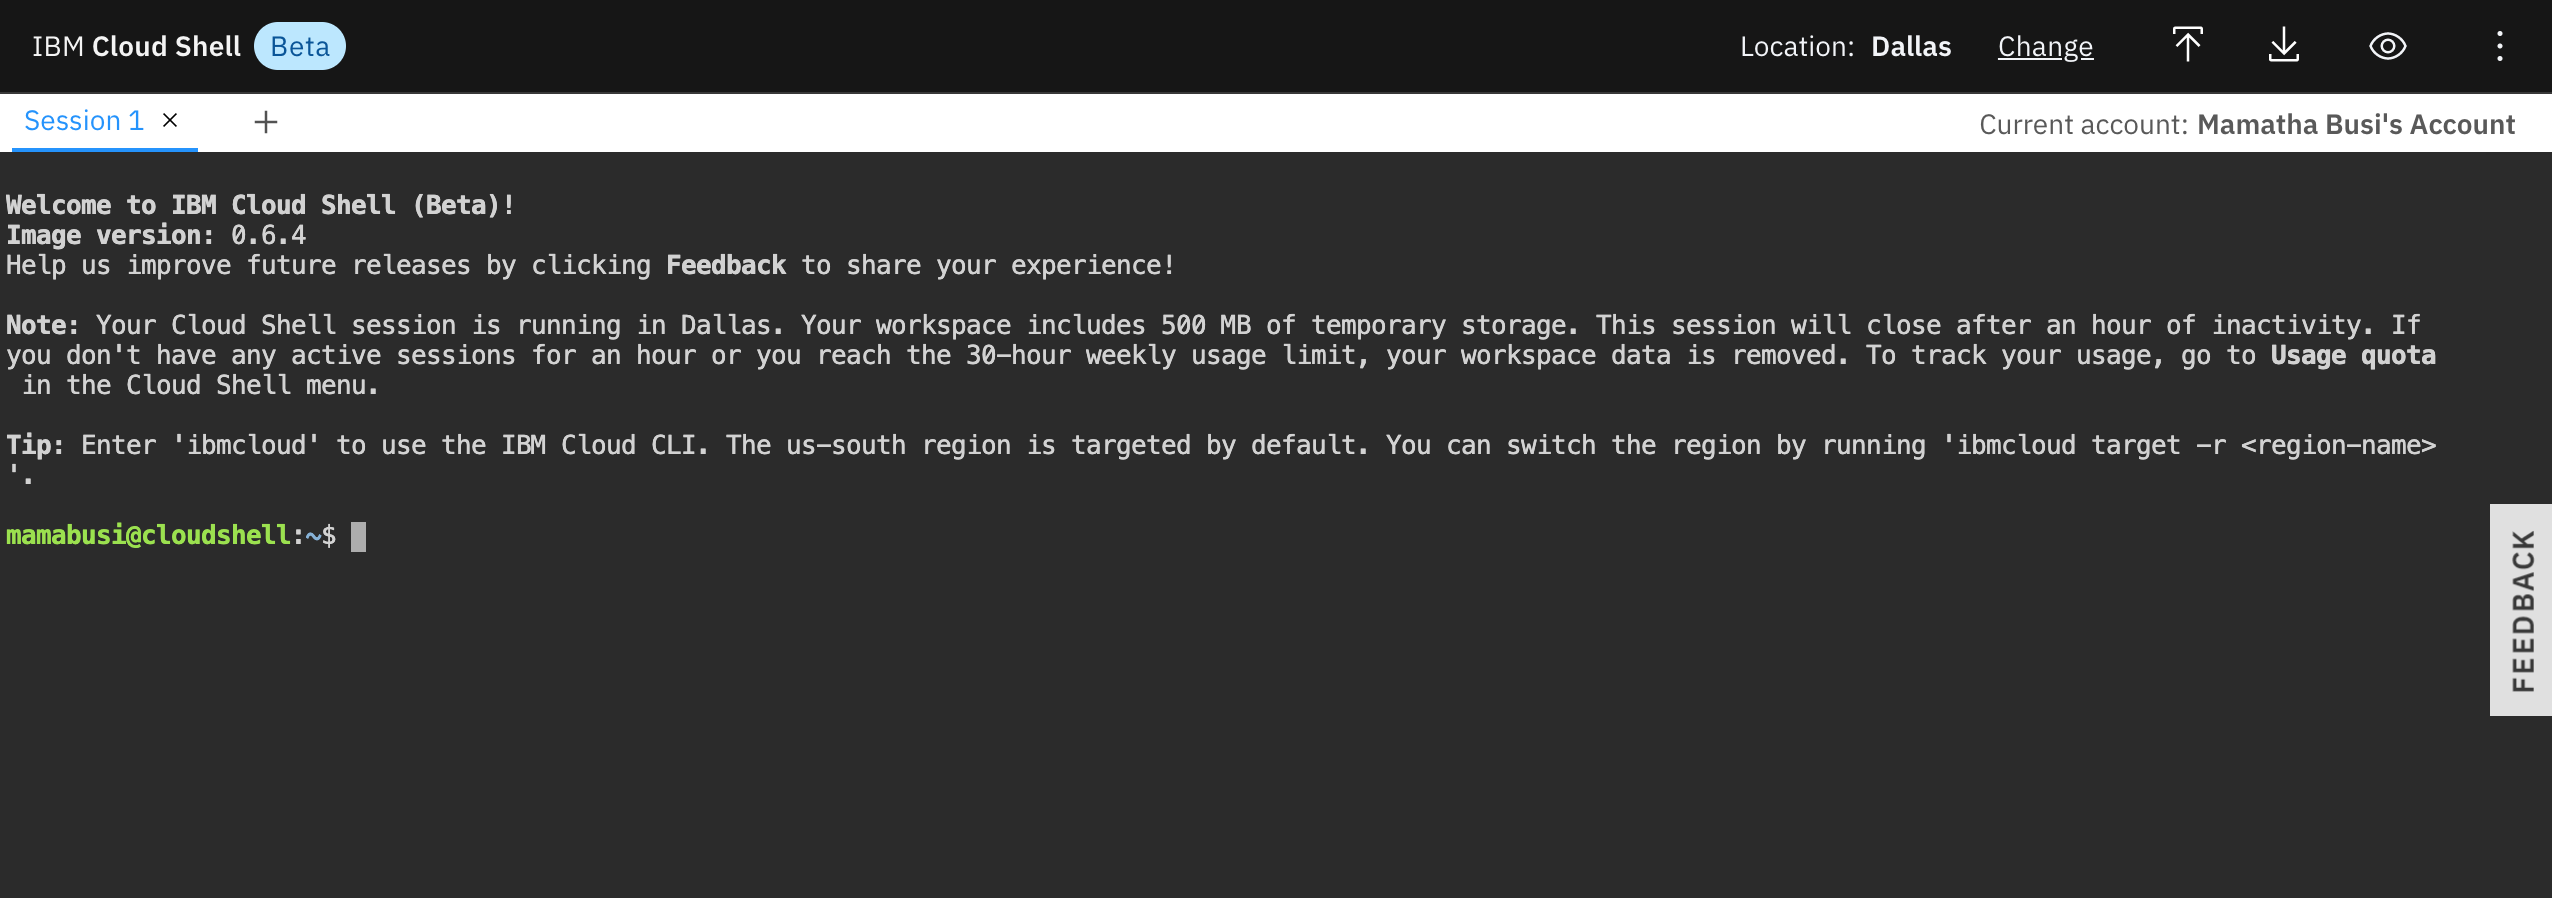 IBM Cloud Shell Beta
Location: Dallas Change
Session 1
Current account: Mamatha Busi's Account
Welcome to IBM Cloud Shell (Beta)!
Image version: 0.6.4
Help us improve future releases by clicking Feedback to share your experience!
Note: Your Cloud Shell session is running in Dallas. Your workspace includes 500 MB of temporary storage. This session will close after an hour of inactivity. If
you don't have any active sessions for an hour or you reach the 30-hour weekly usage limit, your workspace data is removed. To track your usage, go to Usage quota
in the Cloud Shell menu.
Tip: Enter 'ibmcloud' to use the IBM Cloud CLI. The us-south region is targeted by default. You can switch the region by running 'ibmcloud target -r <region-name>
'.
mamabusi@cloudshell:~$
FEEDBACK